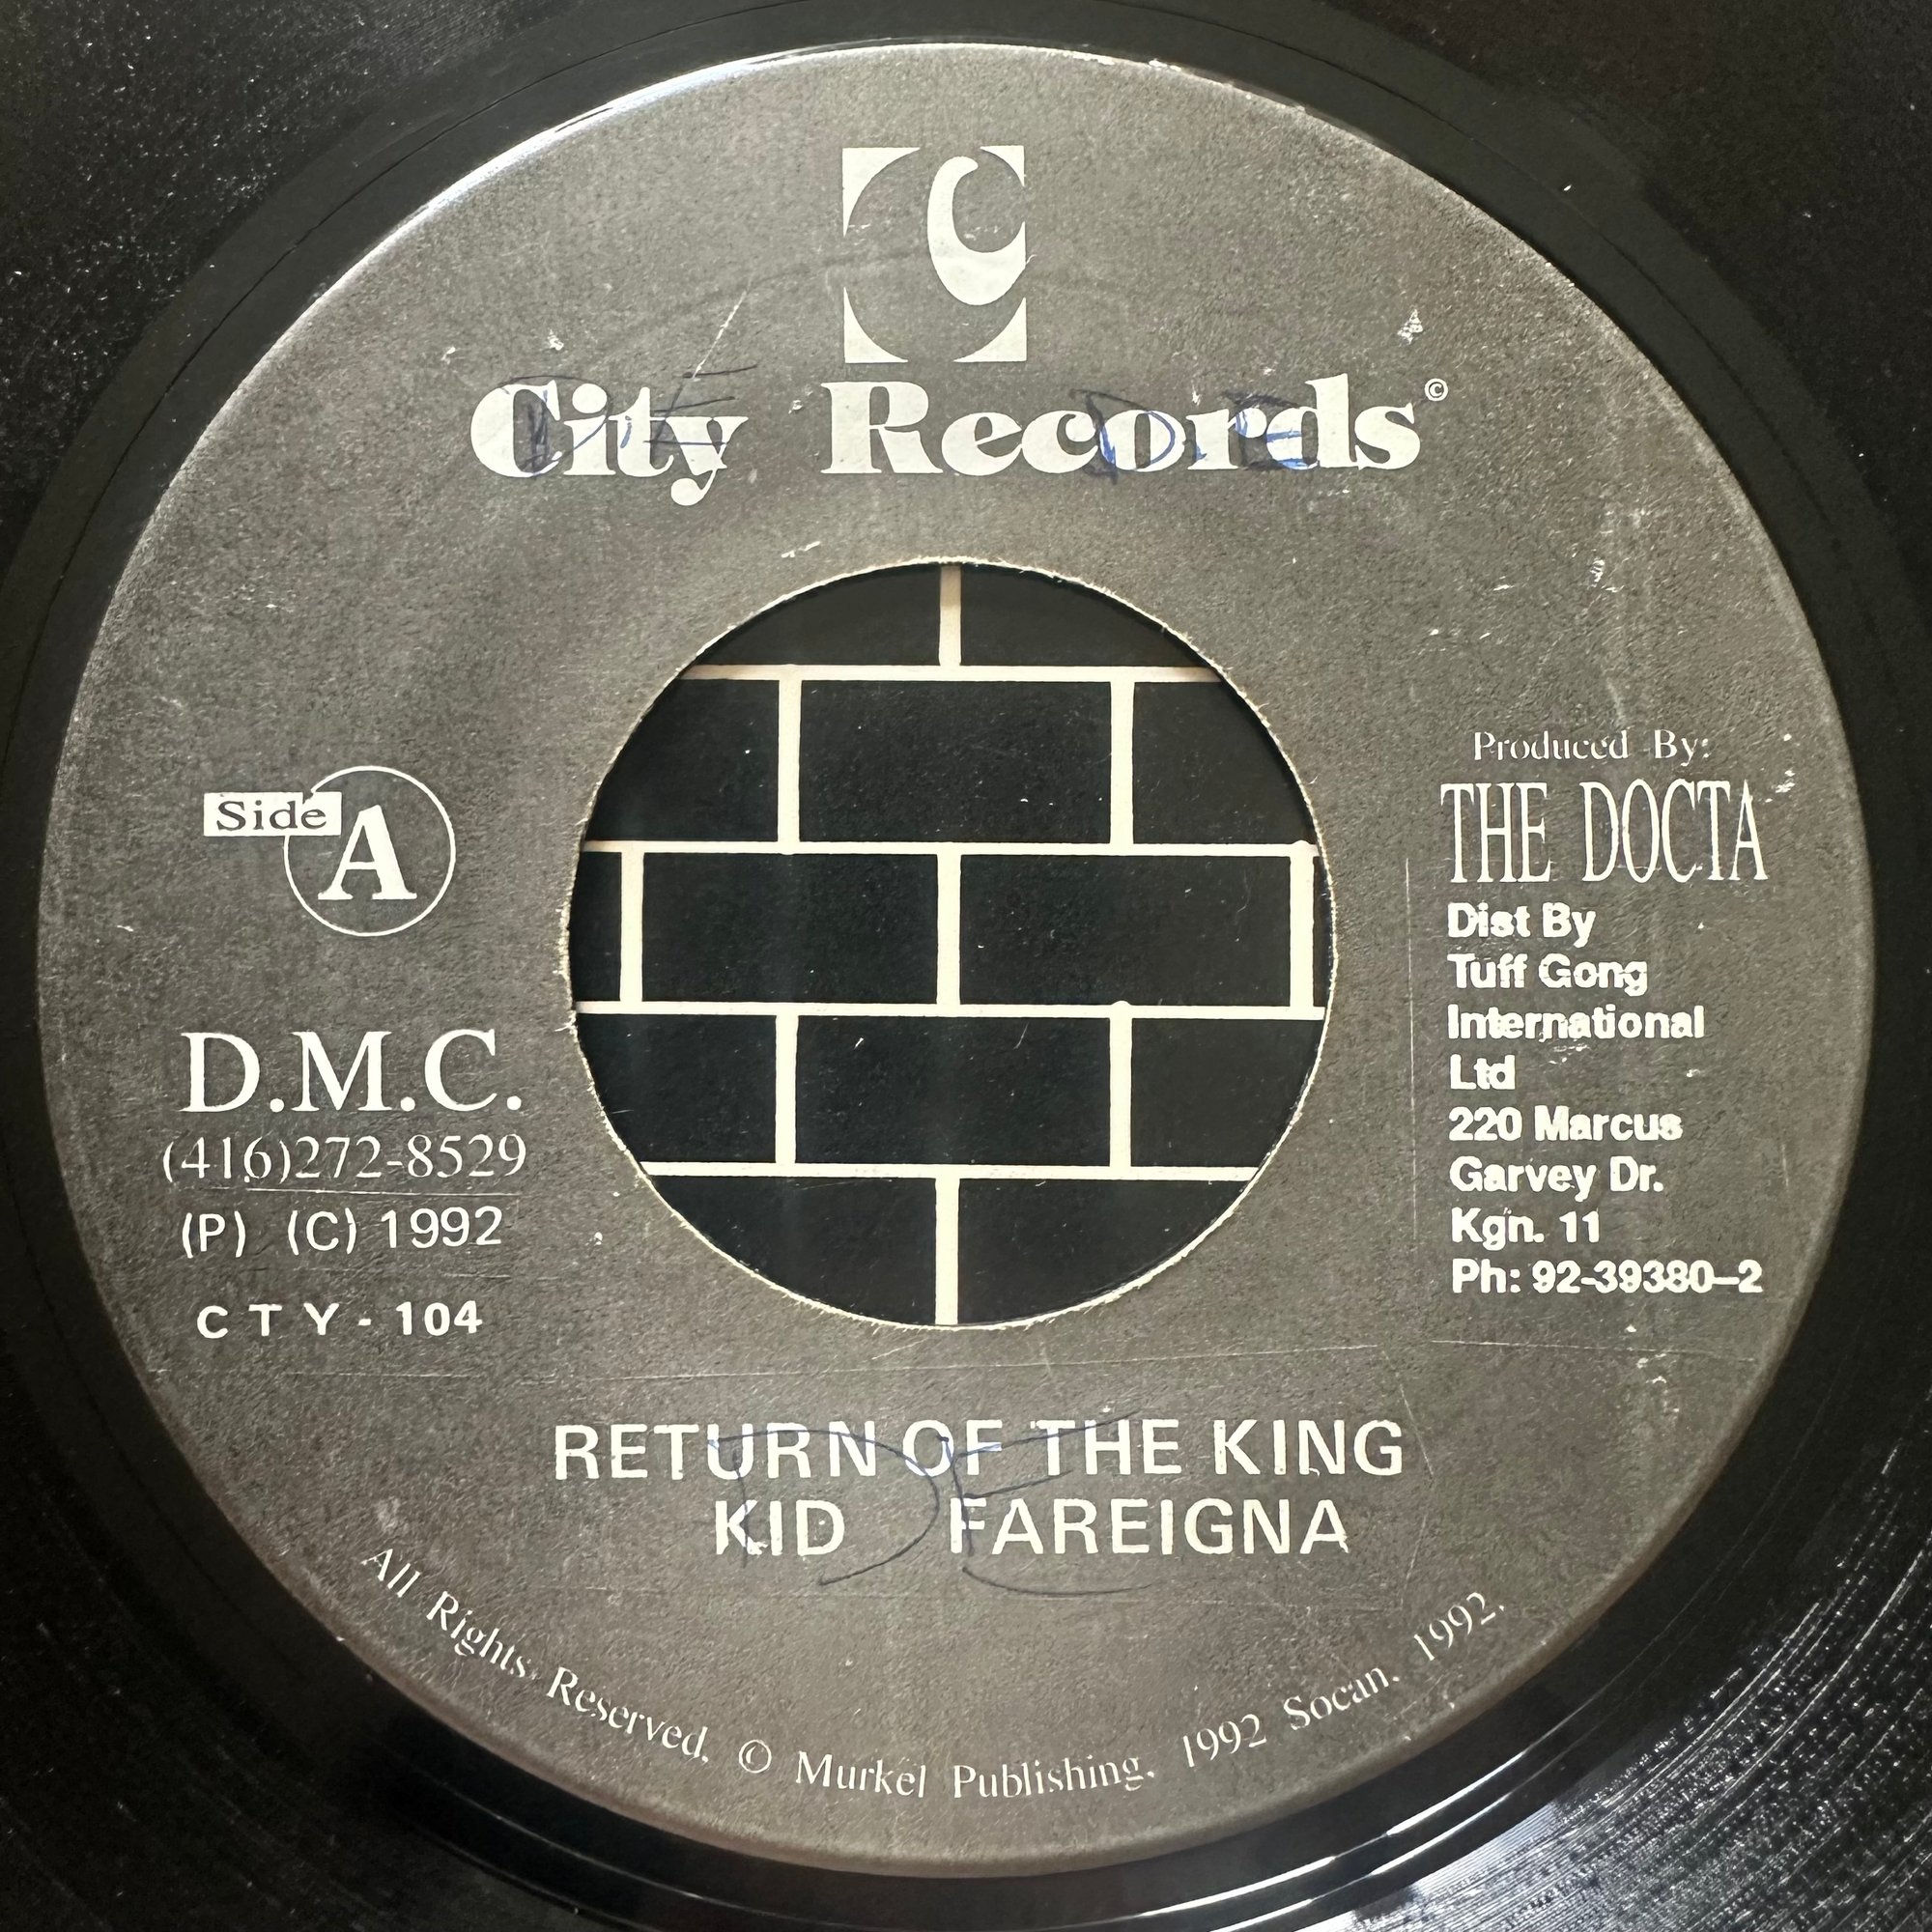 C
City Records©
Side A
D.M.C.
(416)272-8529
(P) (C) 1992
CTY-104
Produced By:
THE DOCTA
Dist By
Tuff Gong
International
Ltd
220 Marcus
Garvey Dr.
Kgn. 11
Ph: 92-39380-2
RETURN OF THE KING
KID FAREIGNA
All Rights Reserved, © Murkel Publishing, 1992 Socan, 1992.